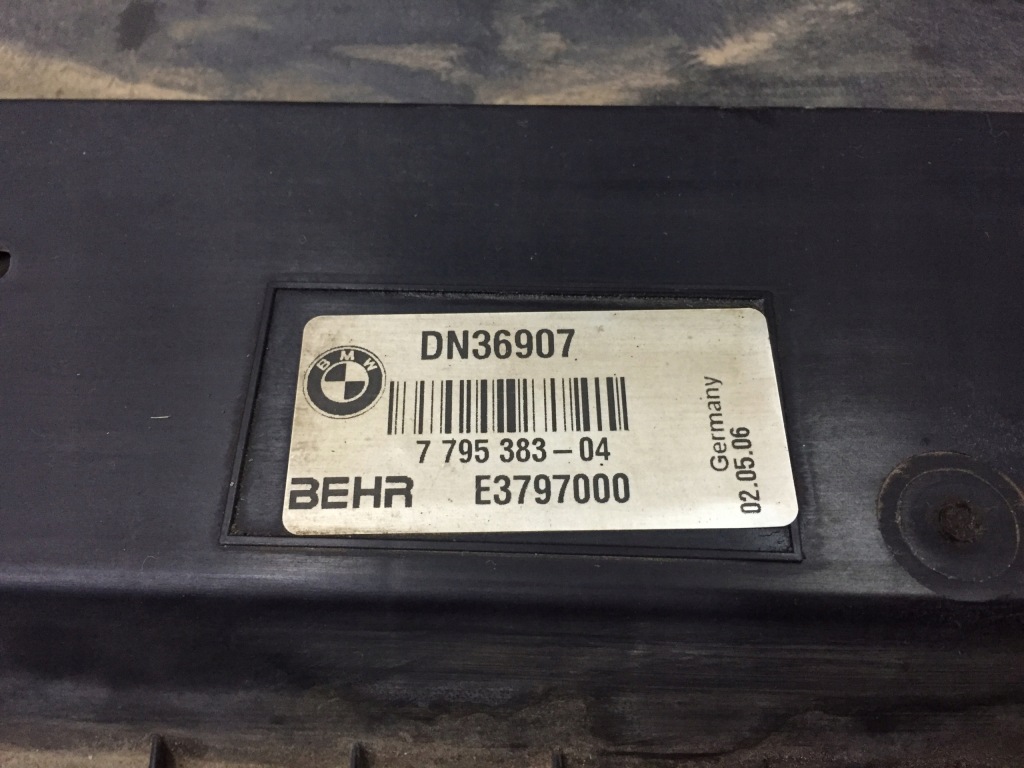 DN36907
BMW
7 795 383-04
BEHR E3797000
Germany
02.05.06